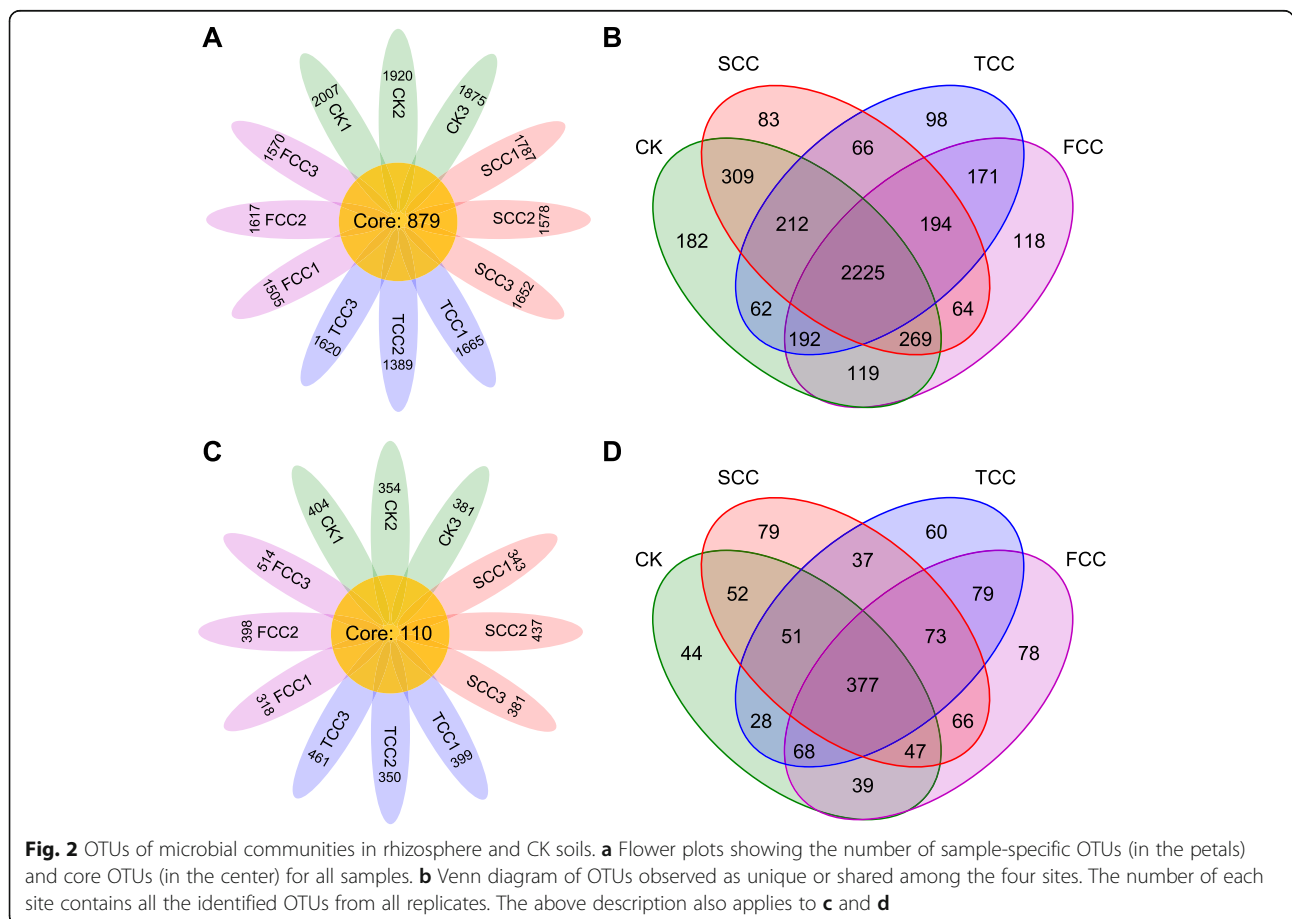 A
1920
CK2
2007
CK1
1875
CK3
1570
FCC3
1787
SCC1
1617
FCC2
Core: 879
SCC2
1578
1505
FCC1
SCC3
1652
1620
TCC3
TCC2
1389
TCC1
1665
B
SCC
TCC
CK
FCC
83
98
66
309
171
182
212
194
118
2225
62
64
192
269
119
C
354
CK2
404
CK1
381
CK3
514
FCC3
343
SCC1
398
FCC2
Core: 110
SCC2
437
318
FCC1
SCC3
381
461
TCC3
TCC2
350
TCC1
399
D
SCC
TCC
CK
FCC
79
60
37
52
79
44
51
73
78
377
28
66
68
47
39
Fig. 2 OTUs of microbial communities in rhizosphere and CK soils. a Flower plots showing the number of sample-specific OTUs (in the petals)
and core OTUs (in the center) for all samples. b Venn diagram of OTUs observed as unique or shared among the four sites. The number of each
site contains all the identified OTUs from all replicates. The above description also applies to c and d